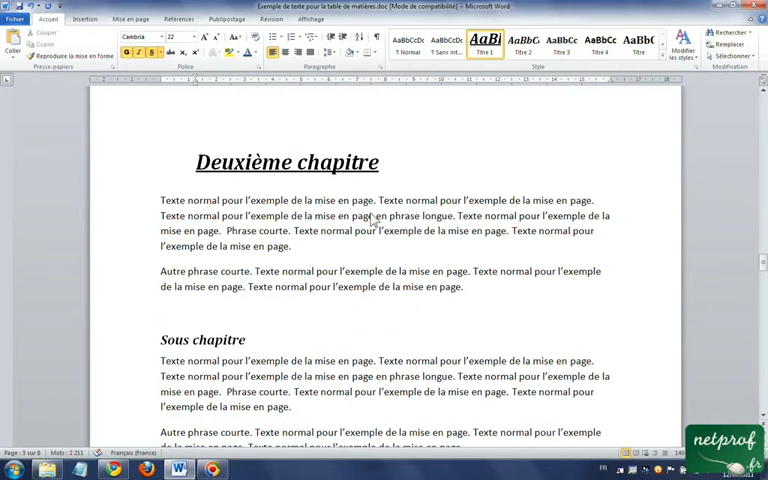 Exemple de texte pour la table de matières.doc [Mode de compatibilité] - Microsoft Word
Fichier Accueil Insertion Mise en page Références Publipostage Révision Affichage
Couper
Copier
Reproduire la mise en forme
Coller
Presse-papiers
Cambria 22
G I S
Police
Paragraphe
AaBbCcDc AaBbCcDc AaBl AaBbC AaBbCc AaBbCc AaBbC
¶ Normal ¶ Sans int... Titre 1 Titre 2 Titre 3 Titre 4 Titre
Style
Modifier les styles
Rechercher
Remplacer
Sélectionner
Modification
Deuxième chapitre
Texte normal pour l'exemple de la mise en page. Texte normal pour l'exemple de la mise en page.
Texte normal pour l'exemple de la mise en page en phrase longue. Texte normal pour l'exemple de la
mise en page. Phrase courte. Texte normal pour l'exemple de la mise en page. Texte normal pour
l'exemple de la mise en page.
Autre phrase courte. Texte normal pour l'exemple de la mise en page. Texte normal pour l'exemple
de la mise en page. Texte normal pour l'exemple de la mise en page.
Sous chapitre
Texte normal pour l'exemple de la mise en page. Texte normal pour l'exemple de la mise en page.
Texte normal pour l'exemple de la mise en page en phrase longue. Texte normal pour l'exemple de la
mise en page. Phrase courte. Texte normal pour l'exemple de la mise en page. Texte normal pour
l'exemple de la mise en page.
Autre phrase courte. Texte normal pour l'exemple de la mise en page. Texte normal pour l'exemple
Page : 3 sur 8 Mots : 2 211 Français (France)
FR
netprof
.fr